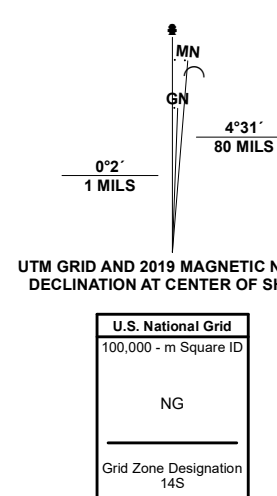 MN
GN
4°31´
80 MILS
0°2´
1 MILS
UTM GRID AND 2019 MAGNETIC N
DECLINATION AT CENTER OF SH
U.S. National Grid
100,000 - m Square ID
NG
Grid Zone Designation
14S